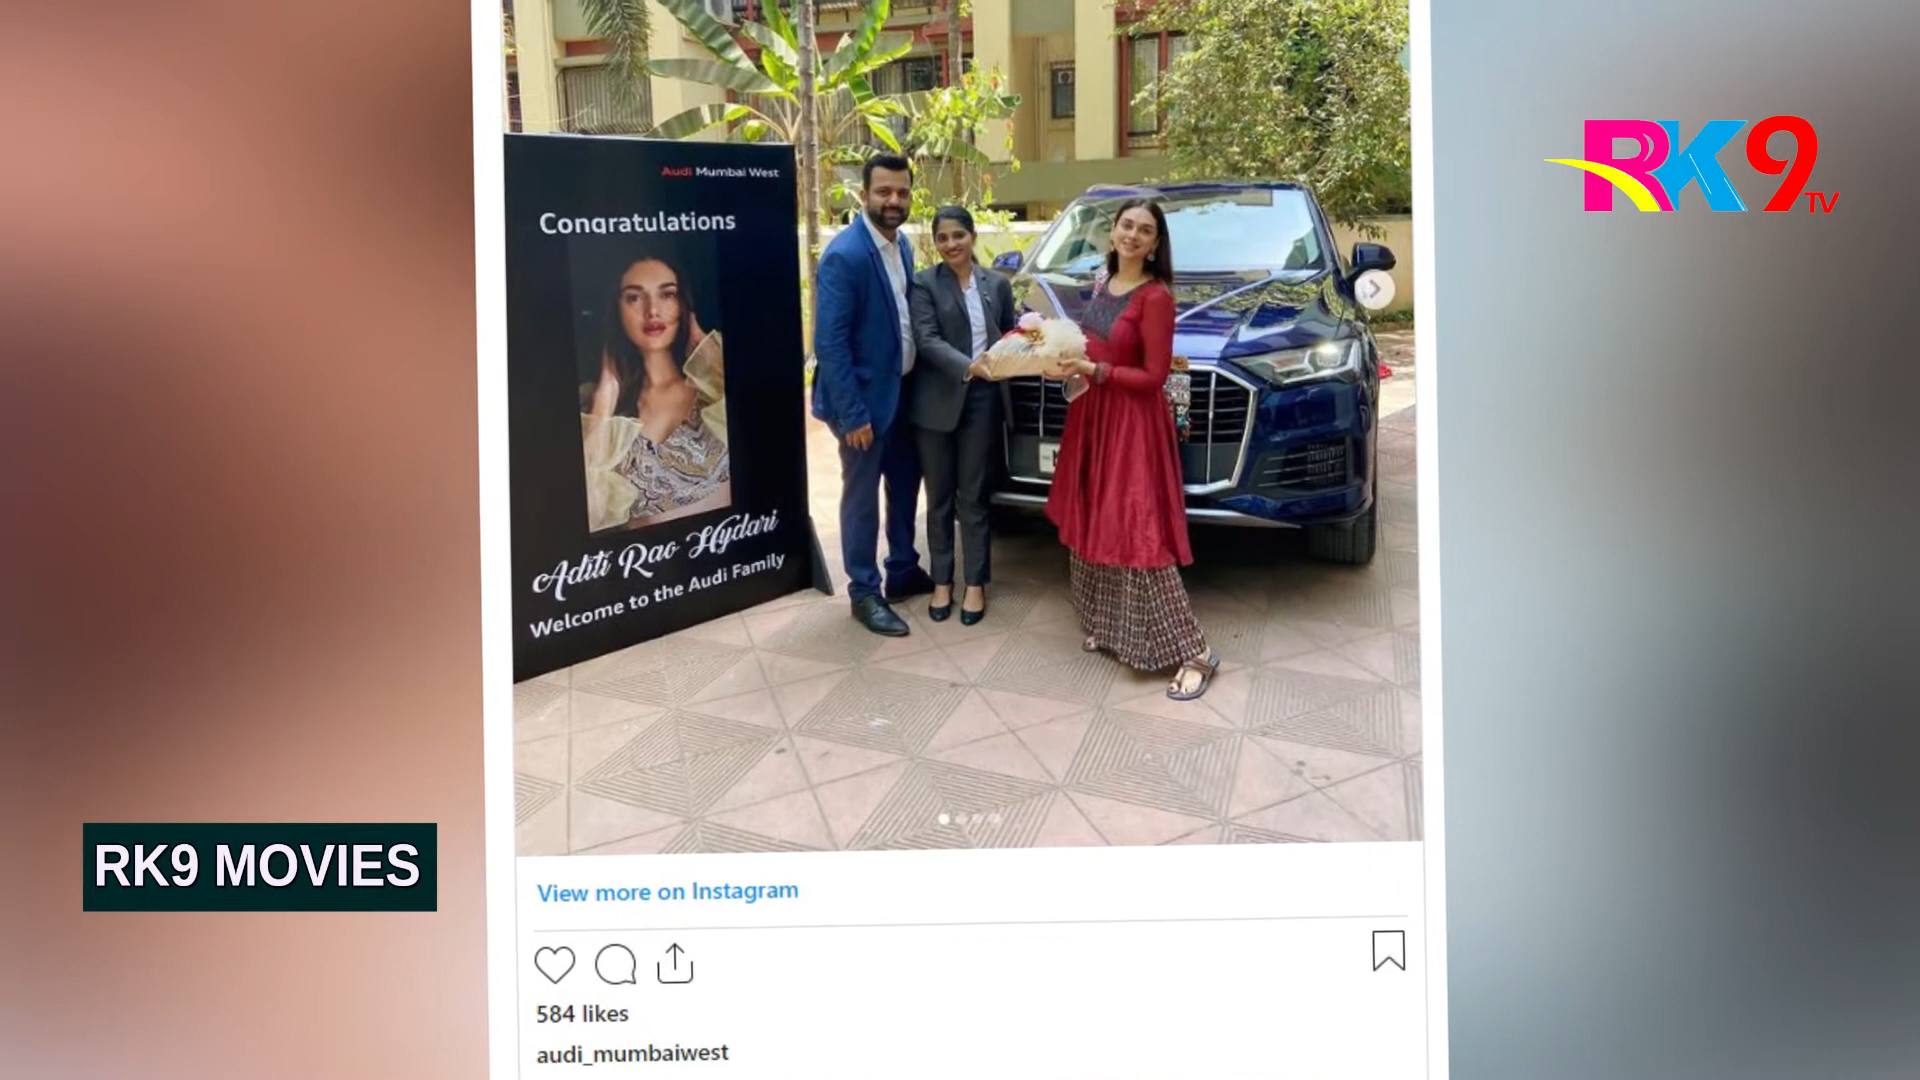 Audi Mumbai West
Congratulations
Aditi Rao Hydari
Welcome to the Audi Family
RK9 TV
RK9 MOVIES
View more on Instagram
584 likes
audi_mumbaiwest